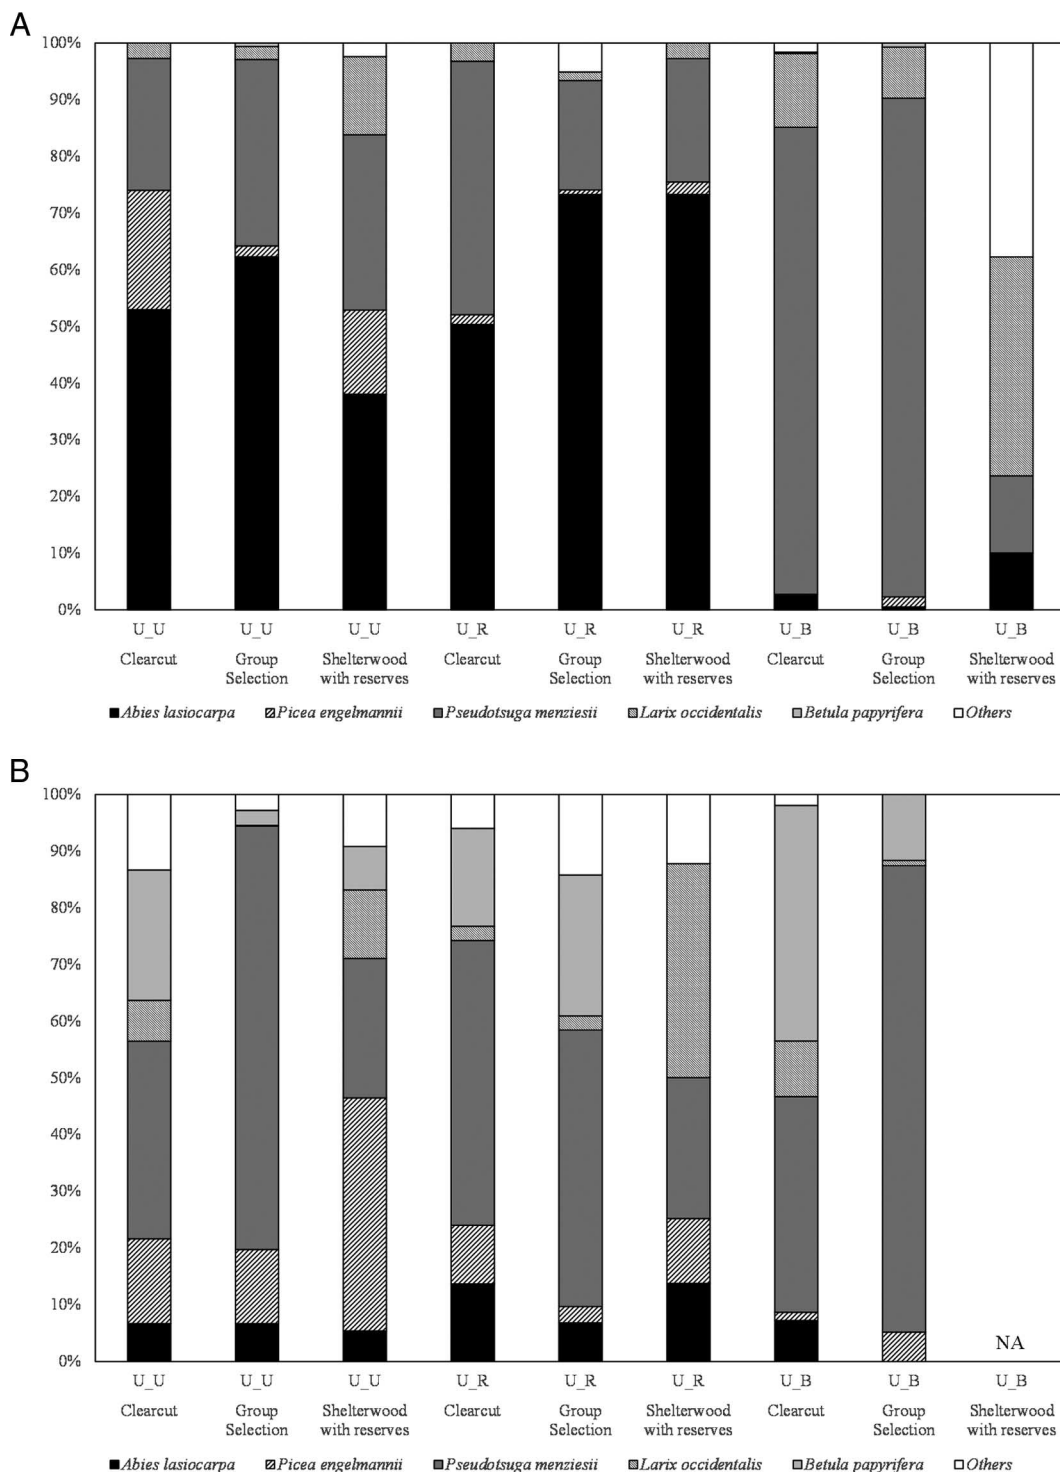 A
100%
90%
80%
70%
60%
50%
40%
30%
20%
10%
0%
U_U U_U U_U U_R U_R U_R U_B U_B U_B
Clearcut Group Shelterwood Clearcut Group Shelterwood Clearcut Group Shelterwood
Selection with reserves Selection with reserves Selection with reserves
Abies lasiocarpa Picea engelmannii Pseudotsuga menziesii Larix occidentalis Betula papyrifera Others
B
100%
90%
80%
70%
60%
50%
40%
30%
20%
10%
0%
NA
U_U U_U U_U U_R U_R U_R U_B U_B U_B
Clearcut Group Shelterwood Clearcut Group Shelterwood Clearcut Group Shelterwood
Selection with reserves Selection with reserves Selection with reserves
Abies lasiocarpa Picea engelmannii Pseudotsuga menziesii Larix occidentalis Betula papyrifera Others